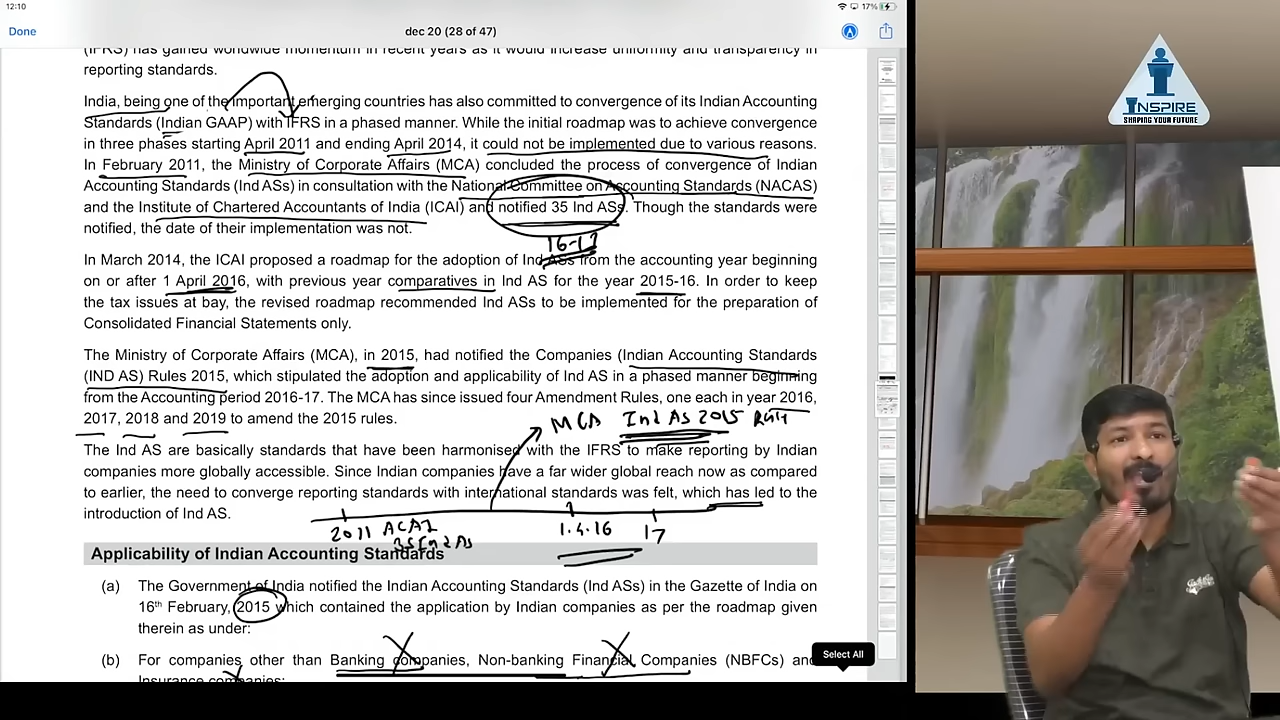 12:10
17%
Done
dec 20 (28 of 47)
(IFRS) has gained worldwide momentum in recent years as it would increase uniformity and transparency in
reporting standards.
India, being one of the important emerging countries had also committed to convergence of its Indian Accounting
Standards (Indian GAAP) with IFRS in a phased manner. While the initial roadmap was to achieve convergence
in three phases starting April 2011 and ending April 201, it could not be implemented due to various reasons.
In February 2011, the Ministry of Corporate Affairs (MCA) concluded the process of convergence of Indian
Accounting Standards (Ind ASs) in consultation with the National Committee on Accounting Standards (NACAS)
and the Institute of Chartered Accountants of India (ICAI) and notified 35 Ind AS. Though the standards were
notified, the date of their implementation was not.
16-17
In March 2014, the ICAI proposed a roadmap for the adoption of Ind ASs from the accounting year beginning
on or after April 2016, with previous year comparatives in Ind AS for the year 2015-16. In order to keep
the tax issues at bay, the revised roadmap recommended Ind ASs to be implemented for the preparation of
Consolidated Financial Statements only.
The Ministry of Corporate Affairs (MCA), in 2015, had notified the Companies (Indian Accounting Standards
(IND AS) Rules 2015, which stipulated the adoption and applicability of Ind AS in a phased manner beginning
from the Accounting period 2016-17. The MCA has since issued four Amendment Rules, one each in year 2016,
2017, 2018 and 2019 to amend the 2015 rules.
MCA Ind AS 2015 Rule
The Ind AS are basically standards that have been harmonised with the IFRS to make reporting by Indian
companies more globally accessible. Since Indian companies have a far wider global reach now as compared
to earlier, the need to converge reporting standards with international standards was felt, which has led to the
introduction of Ind AS.
1.4.16 17
Applicability of Indian Accounting Standards
(a) The Government of India notified the Indian Accounting Standards (Ind ASs) in the Gazette of India on
16th February, 2015 which contained the application by Indian companies as per the roadmap given
therein as under:
(b) For companies other than Banking companies, Non-banking Financial Companies (NBFCs) and
Select All
INSPIRE
SHAPING YOUR FUTURE